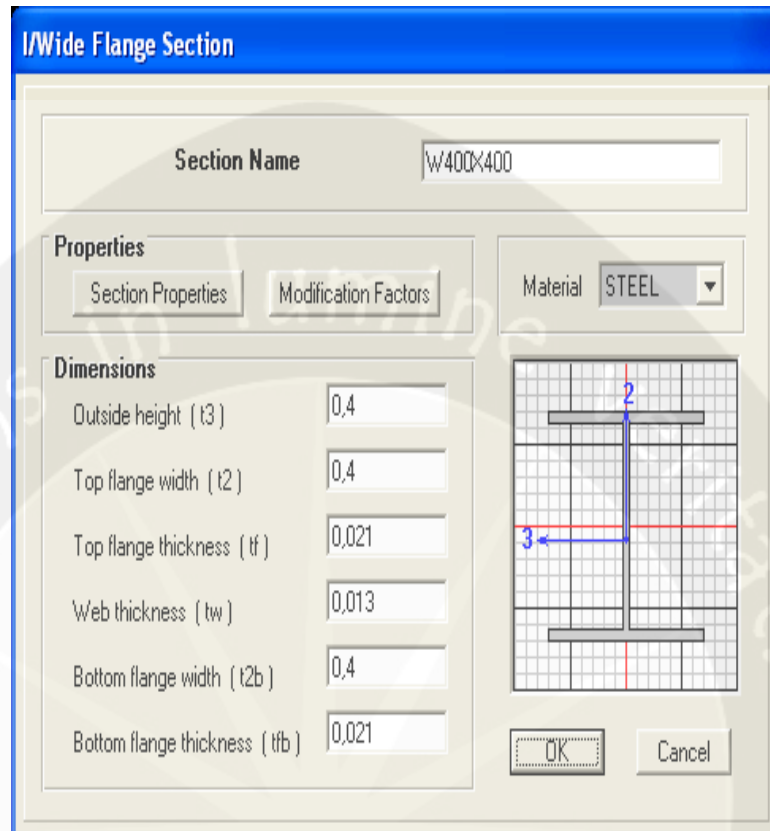 I/Wide Flange Section
Section Name W400X400
Properties
Section Properties Modification Factors
Material STEEL
Dimensions
Outside height ( t3 ) 0,4
Top flange width ( t2 ) 0,4
Top flange thickness ( tf ) 0,021
Web thickness ( tw ) 0,013
Bottom flange width ( t2b ) 0,4
Bottom flange thickness ( tfb ) 0,021
2
3
OK Cancel
in lumine